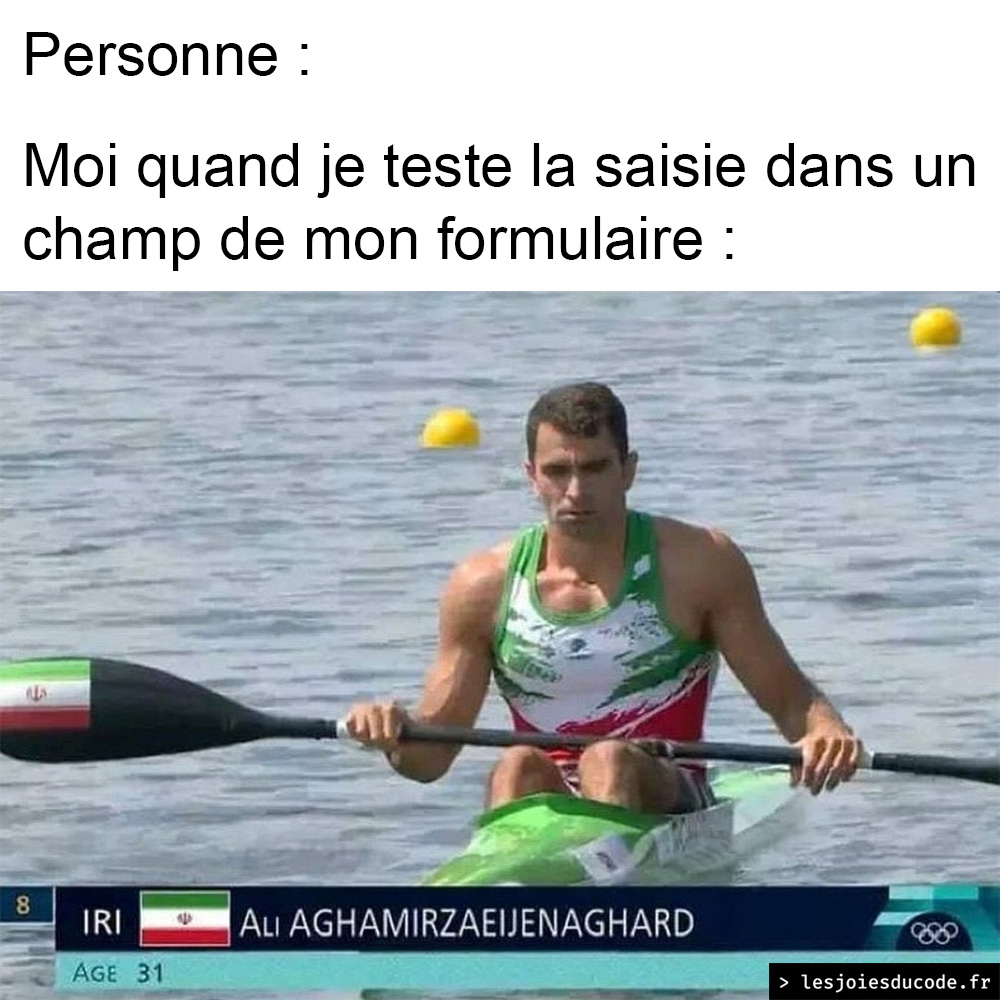 Personne :
Moi quand je teste la saisie dans un
champ de mon formulaire :
8
IRI
ALI AGHAMIRZAEIJENAGHARD
AGE 31
> lesjoiesducode.fr